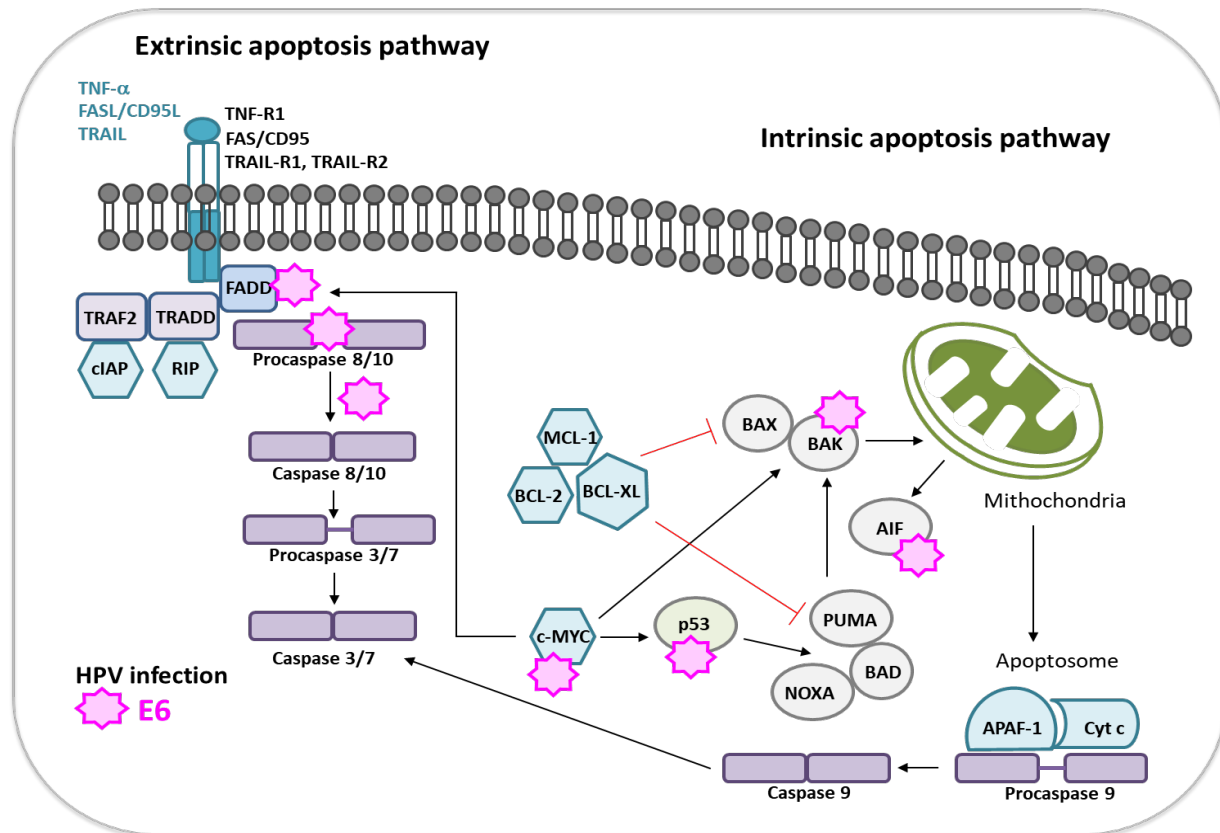 Extrinsic apoptosis pathway
TNF-α
FASL/CD95L
TRAIL
TNF-R1
FAS/CD95
TRAIL-R1, TRAIL-R2
Intrinsic apoptosis pathway
FADD
TRAF2
TRADD
cIAP
RIP
Procaspase 8/10
Caspase 8/10
Procaspase 3/7
Caspase 3/7
MCL-1
BCL-2
BCL-XL
BAX
BAK
Mithochondria
AIF
c-MYC
p53
PUMA
BAD
NOXA
Apoptosome
APAF-1
Cyt c
Procaspase 9
Caspase 9
HPV infection
E6